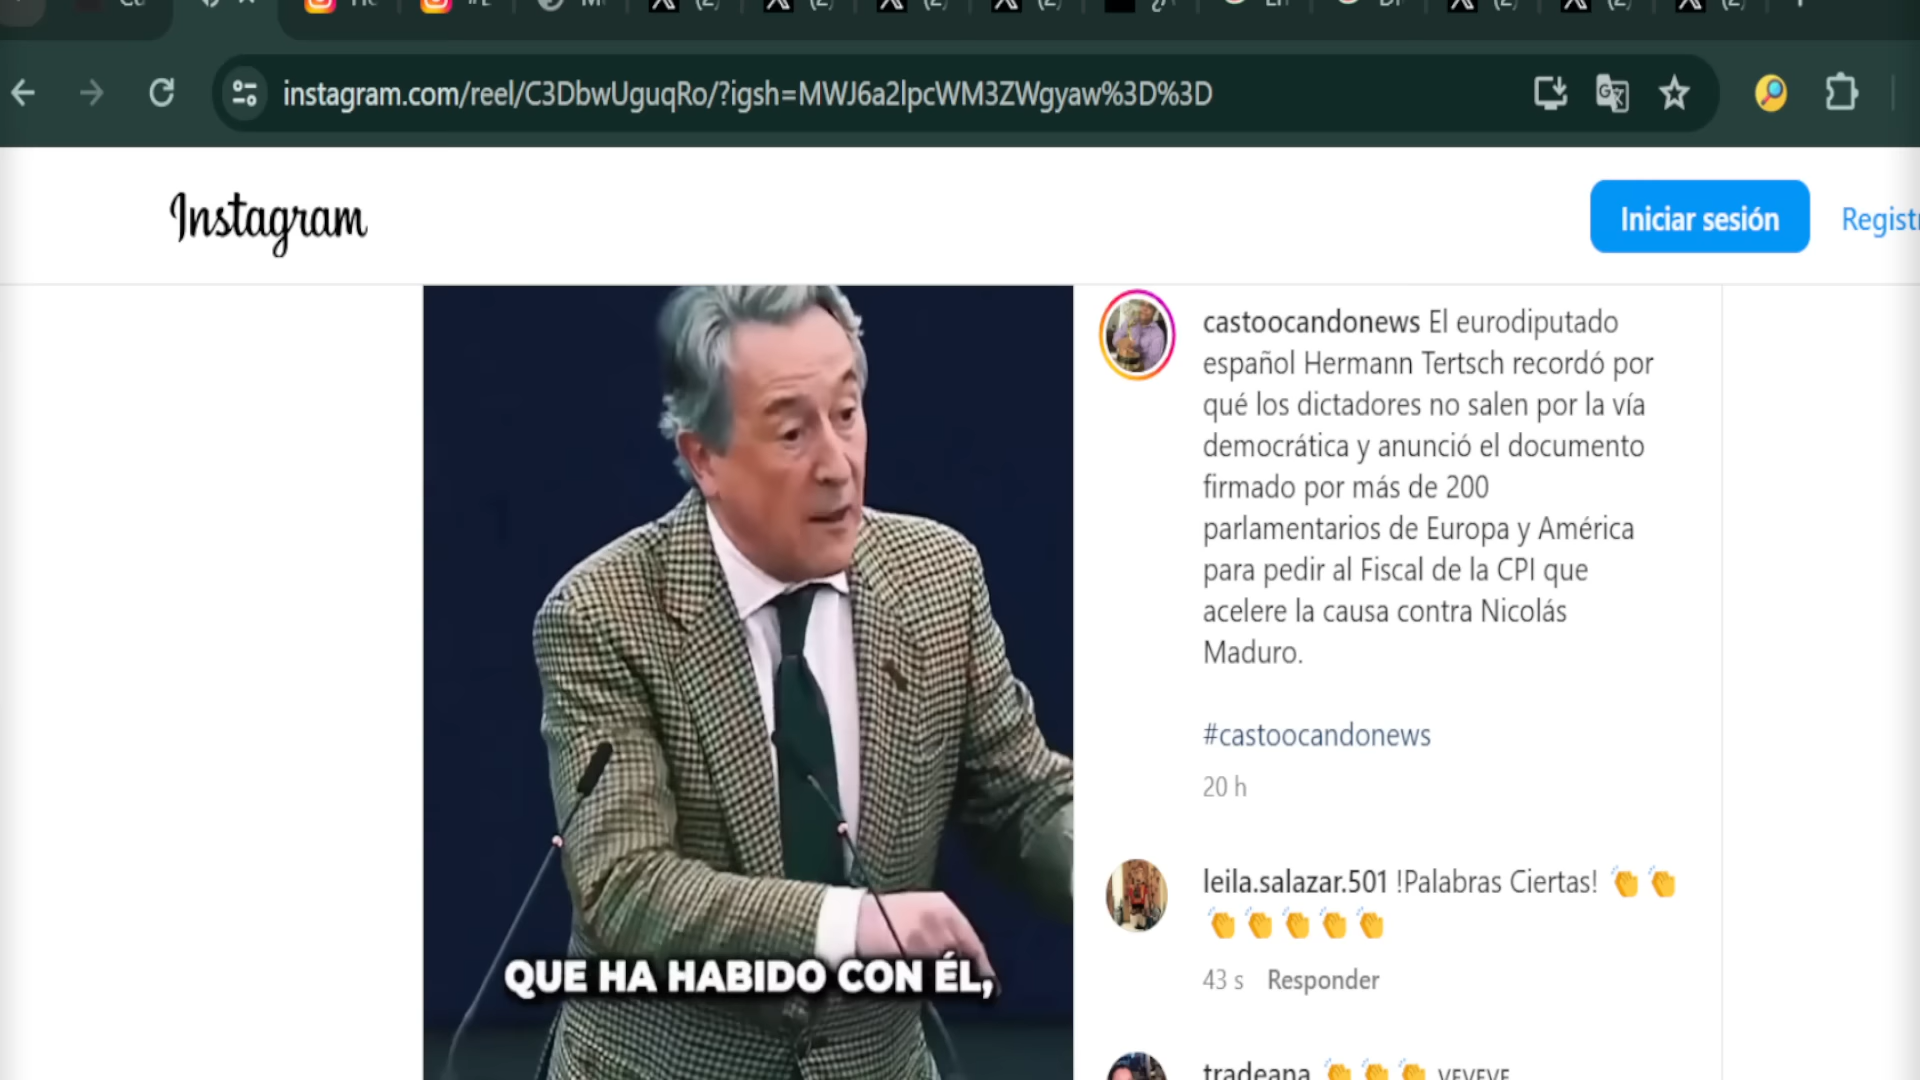 instagram.com/reel/C3DbwUguqRo/?igsh=MWJ6a2lpcWM3ZWgyaw%3D%3D
Instagram
Iniciar sesión
castoocandonews El eurodiputado
español Hermann Tertsch recordó por
qué los dictadores no salen por la vía
democrática y anunció el documento
firmado por más de 200
parlamentarios de Europa y América
para pedir al Fiscal de la CPI que
acelere la causa contra Nicolás
Maduro.
#castoocandonews
20 h
leila.salazar.501 !Palabras Ciertas! 👏👏
👏👏👏👏👏
43 s Responder
QUE HA HABIDO CON ÉL,
tradeana 👏👏👏